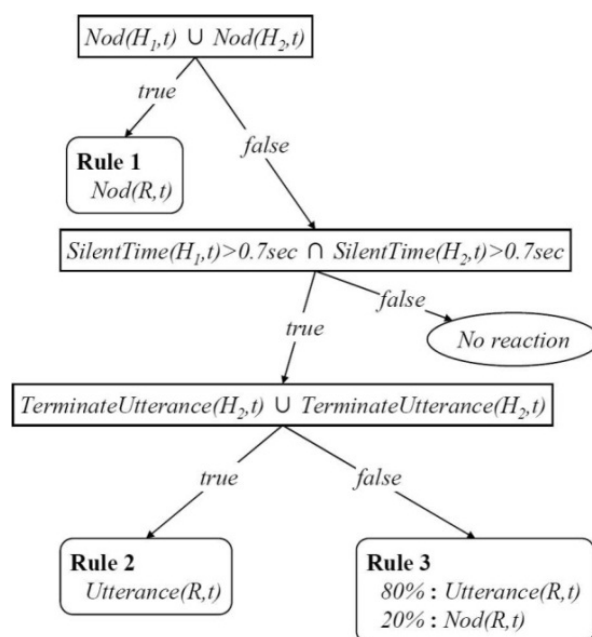 Nod(H₁,t) ∪ Nod(H₂,t)
true
false
Rule 1
Nod(R,t)
SilentTime(H₁,t)>0.7sec ∩ SilentTime(H₂,t)>0.7sec
true
false
No reaction
TerminateUtterance(H₂,t) ∪ TerminateUtterance(H₂,t)
true
false
Rule 2
Utterance(R,t)
Rule 3
80% : Utterance(R,t)
20% : Nod(R,t)